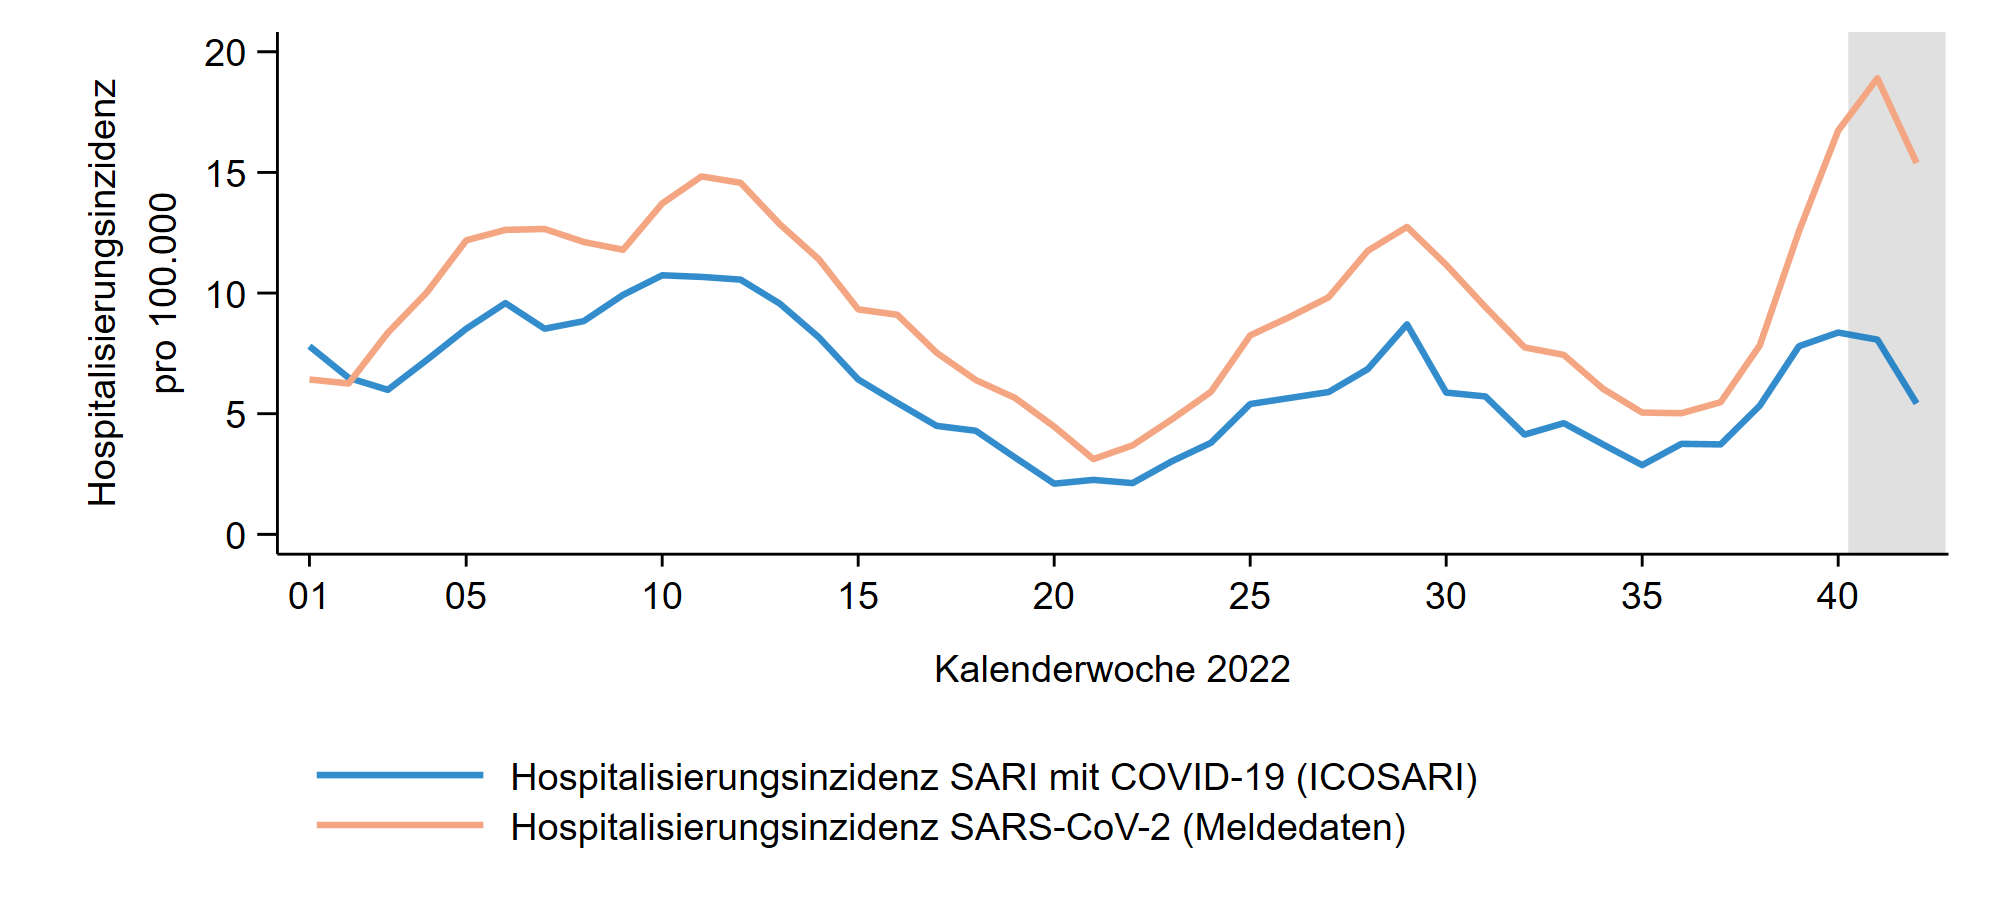 Hospitalisierungsinzidenz
pro 100.000
20
15
10
5
0
01 05 10 15 20 25 30 35 40
Kalenderwoche 2022
Hospitalisierungsinzidenz SARI mit COVID-19 (ICOSARI)
Hospitalisierungsinzidenz SARS-CoV-2 (Meldedaten)